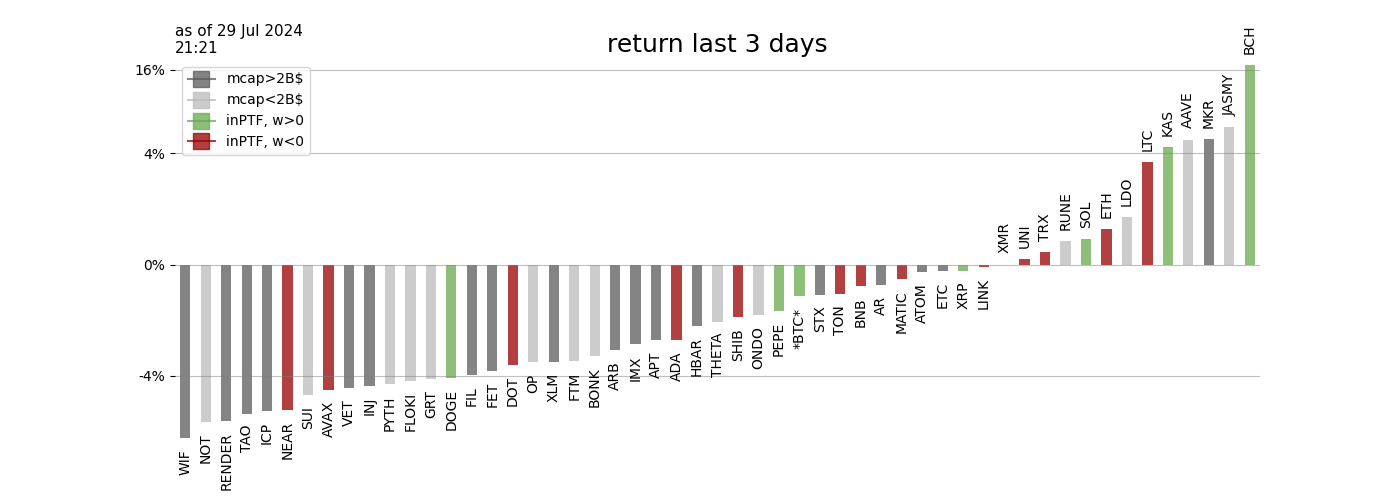 as of 29 Jul 2024
21:21
return last 3 days
16%
4%
0%
-4%
mcap>2B$
mcap<2B$
inPTF, w>0
inPTF, w<0
WIF
NOT
RENDER
TAO
ICP
NEAR
SUI
AVAX
VET
INJ
PYTH
FLOKI
GRT
DOGE
FIL
FET
DOT
OP
XLM
FTM
BONK
ARB
IMX
APT
ADA
HBAR
THETA
SHIB
ONDO
PEPE
*BTC*
STX
TON
BNB
AR
MATIC
ATOM
ETC
XRP
LINK
XMR
UNI
TRX
RUNE
SOL
ETH
LDO
LTC
KAS
AAVE
MKR
JASMY
BCH